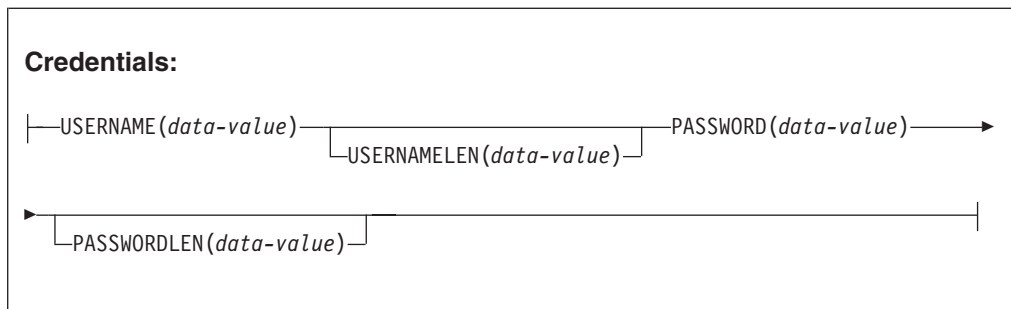 Credentials:
USERNAME(data-value) PASSWORD(data-value)
USERNAMELEN(data-value)
PASSWORDLEN(data-value)